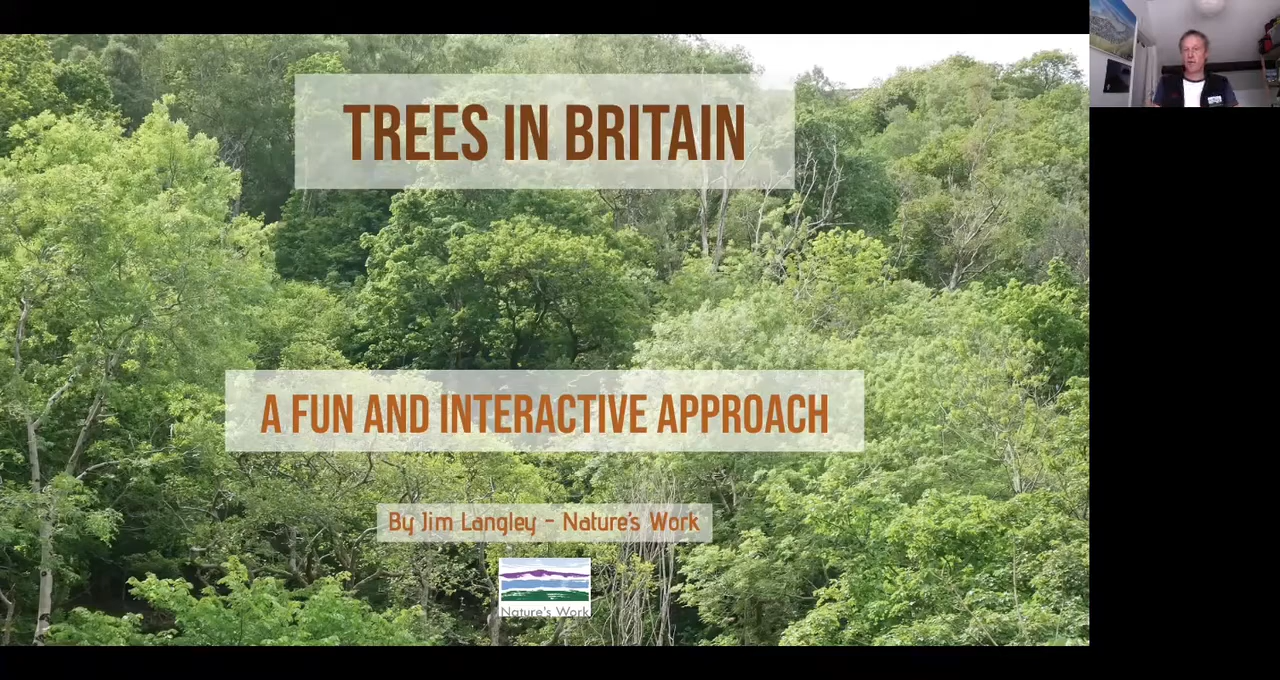 TREES IN BRITAIN
A FUN AND INTERACTIVE APPROACH
By Jim Langley - Nature's Work
Nature's Work